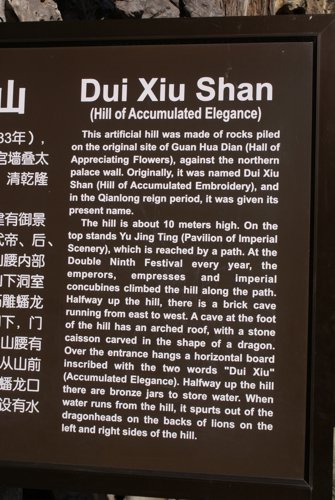 山
33年),
宫墙叠太
清乾隆
建有御景
代帝、后、
山腰内部
山下洞室
石雕蟠龙
门下,门
山腰有
从山前
蟠龙口
设有水
Dui Xiu Shan
(Hill of Accumulated Elegance)
This artificial hill was made of rocks piled
on the original site of Guan Hua Dian (Hall of
Appreciating Flowers), against the northern
palace wall. Originally, it was named Dui Xiu
Shan (Hill of Accumulated Embroidery), and
in the Qianlong reign period, it was given its
present name.
The hill is about 10 meters high. On the
top stands Yu Jing Ting (Pavilion of Imperial
Scenery), which is reached by a path. At the
Double Ninth Festival every year, the
emperors, empresses and imperial
concubines climbed the hill along the path.
Halfway up the hill, there is a brick cave
running from east to west. A cave at the foot
of the hill has an arched roof, with a stone
caisson carved in the shape of a dragon.
Over the entrance hangs a horizontal board
inscribed with the two words "Dui Xiu"
(Accumulated Elegance). Halfway up the hill
there are bronze jars to store water. When
water runs from the hill, it spurts out of the
dragonheads on the backs of lions on the
left and right sides of the hill.